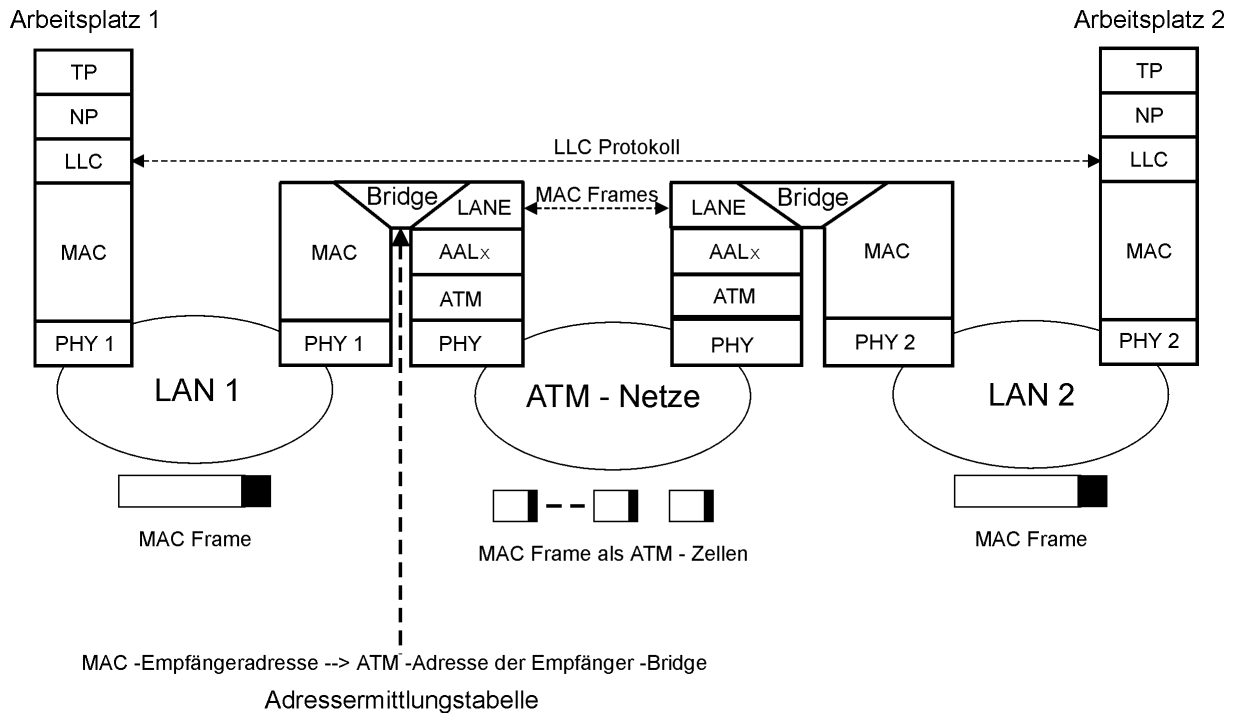 Arbeitsplatz 1
Arbeitsplatz 2
TP
TP
NP
NP
LLC Protokoll
LLC
LLC
Bridge
MAC Frames
Bridge
LANE
LANE
MAC
MAC
AALx
AALx
MAC
MAC
ATM
ATM
PHY 1
PHY 1
PHY
PHY
PHY 2
PHY 2
LAN 1
ATM - Netze
LAN 2
MAC Frame
MAC Frame als ATM - Zellen
MAC Frame
MAC -Empfängeradresse --> ATM -Adresse der Empfänger -Bridge
Adressermittlungstabelle